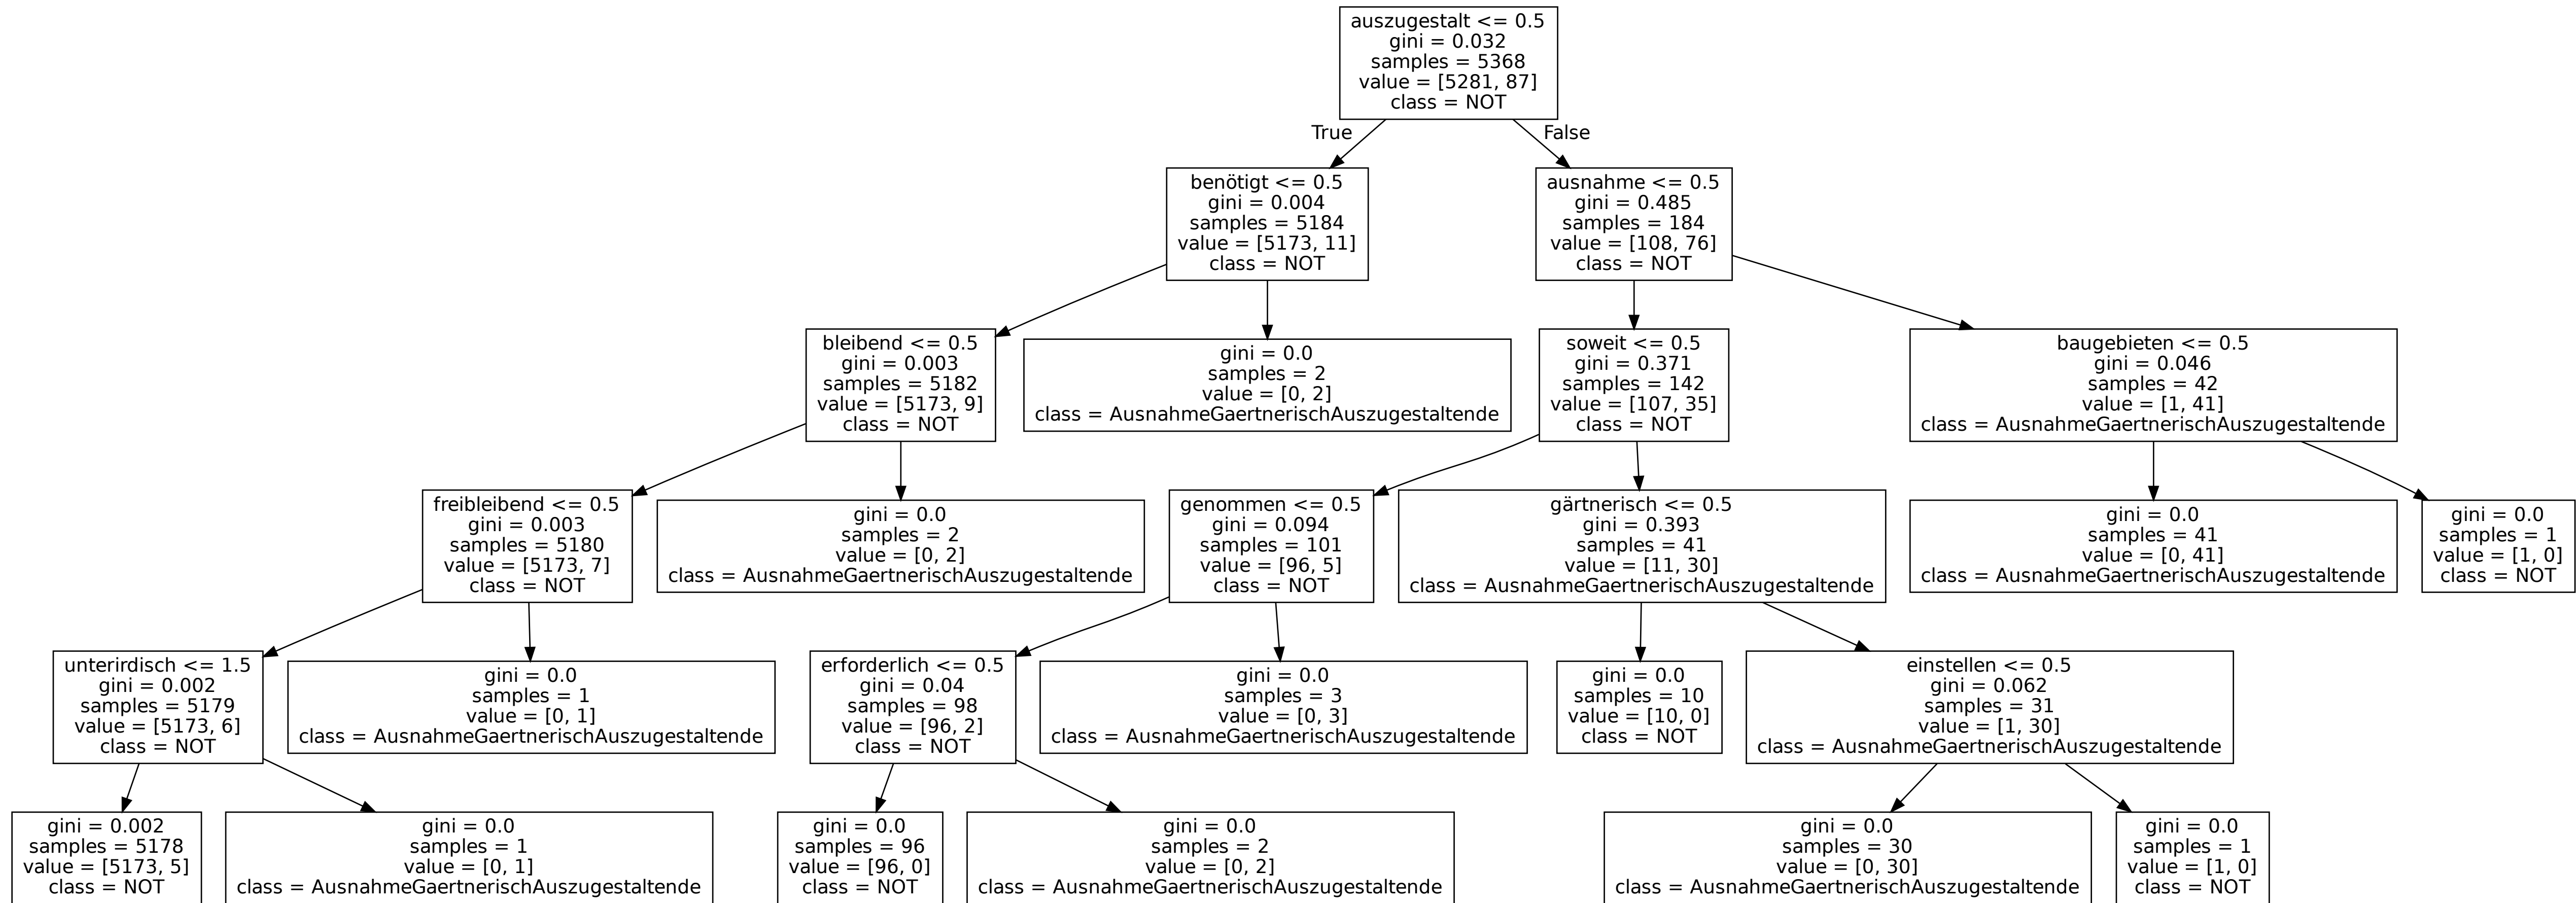 auszugestalt <= 0.5
gini = 0.032
samples = 5368
value = [5281, 87]
class = NOT
True
False
benötigt <= 0.5
gini = 0.004
samples = 5184
value = [5173, 11]
class = NOT
ausnahme <= 0.5
gini = 0.485
samples = 184
value = [108, 76]
class = NOT
bleibend <= 0.5
gini = 0.003
samples = 5182
value = [5173, 9]
class = NOT
gini = 0.0
samples = 2
value = [0, 2]
class = AusnahmeGaertnerischAuszugestaltende
soweit <= 0.5
gini = 0.371
samples = 142
value = [107, 35]
class = NOT
baugebieten <= 0.5
gini = 0.046
samples = 42
value = [1, 41]
class = AusnahmeGaertnerischAuszugestaltende
freibleibend <= 0.5
gini = 0.003
samples = 5180
value = [5173, 7]
class = NOT
gini = 0.0
samples = 2
value = [0, 2]
class = AusnahmeGaertnerischAuszugestaltende
genommen <= 0.5
gini = 0.094
samples = 101
value = [96, 5]
class = NOT
gärtnerisch <= 0.5
gini = 0.393
samples = 41
value = [11, 30]
class = AusnahmeGaertnerischAuszugestaltende
gini = 0.0
samples = 41
value = [0, 41]
class = AusnahmeGaertnerischAuszugestaltende
gini = 0.0
samples = 1
value = [1, 0]
class = NOT
unterirdisch <= 1.5
gini = 0.002
samples = 5179
value = [5173, 6]
class = NOT
gini = 0.0
samples = 1
value = [0, 1]
class = AusnahmeGaertnerischAuszugestaltende
erforderlich <= 0.5
gini = 0.04
samples = 98
value = [96, 2]
class = NOT
gini = 0.0
samples = 3
value = [0, 3]
class = AusnahmeGaertnerischAuszugestaltende
gini = 0.0
samples = 10
value = [10, 0]
class = NOT
einstellen <= 0.5
gini = 0.062
samples = 31
value = [1, 30]
class = AusnahmeGaertnerischAuszugestaltende
gini = 0.002
samples = 5178
value = [5173, 5]
class = NOT
gini = 0.0
samples = 1
value = [0, 1]
class = AusnahmeGaertnerischAuszugestaltende
gini = 0.0
samples = 96
value = [96, 0]
class = NOT
gini = 0.0
samples = 2
value = [0, 2]
class = AusnahmeGaertnerischAuszugestaltende
gini = 0.0
samples = 30
value = [0, 30]
class = AusnahmeGaertnerischAuszugestaltende
gini = 0.0
samples = 1
value = [1, 0]
class = NOT